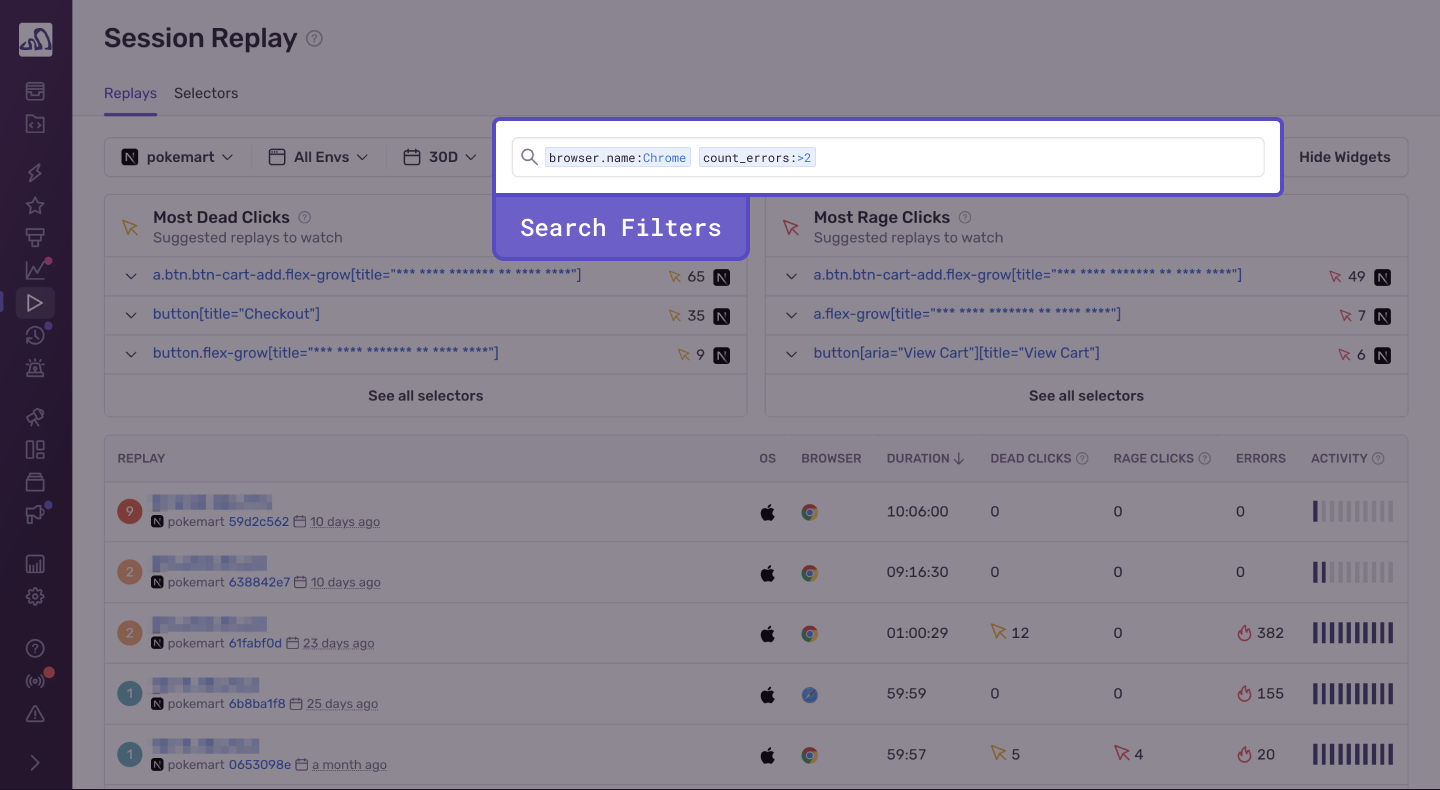 Session Replay
Replays Selectors
pokemart All Envs 30D browser.name:Chrome count_errors:>2 Hide Widgets
Search Filters
Most Dead Clicks
Suggested replays to watch
a.btn.btn-cart-add.flex-grow[title="*** **** ******* ** **** ****"] 65
button[title="Checkout"] 35
button.flex-grow[title="*** **** ******* ** **** ****"] 9
See all selectors
Most Rage Clicks
Suggested replays to watch
a.btn.btn-cart-add.flex-grow[title="*** **** ******* ** **** ****"] 49
a.flex-grow[title="*** **** ******* ** **** ****"] 7
button[aria="View Cart"][title="View Cart"] 6
See all selectors
REPLAY OS BROWSER DURATION DEAD CLICKS RAGE CLICKS ERRORS ACTIVITY
9 10:06:00 0 0 0
pokemart 59d2c562 10 days ago
2 09:16:30 0 0 0
pokemart 638842e7 10 days ago
2 01:00:29 12 0 382
pokemart 61fabf0d 23 days ago
1 59:59 0 0 155
pokemart 6b8ba1f8 25 days ago
1 59:57 5 4 20
pokemart 0653098e a month ago